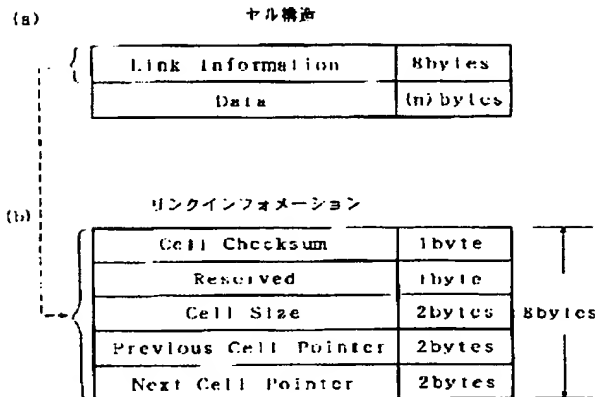 (a) セル構造
Link Information 8bytes
Data (n)bytes
(b) リンクインフォメーション
Cell Checksum 1byte
Reserved 1byte
Cell Size 2bytes
8bytes
Previous Cell Pointer 2bytes
Next Cell Pointer 2bytes